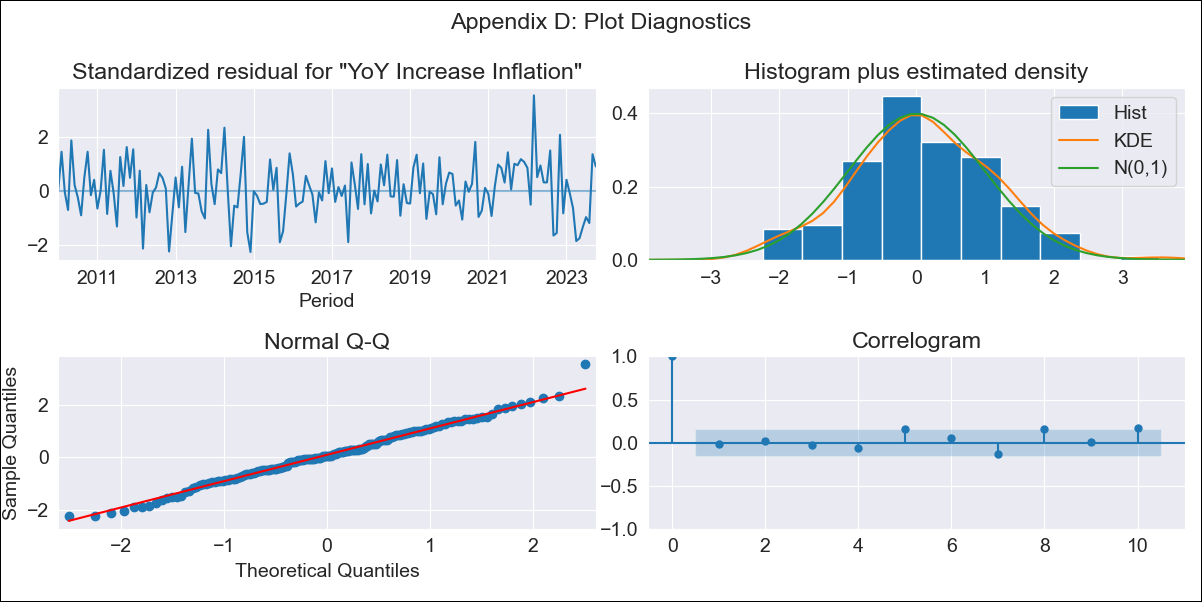 Appendix D: Plot Diagnostics
Standardized residual for "YoY Increase Inflation"
2
0
−2
2011 2013 2015 2017 2019 2021 2023
Period
Histogram plus estimated density
0.4
0.2
0.0
−3 −2 −1 0 1 2 3
Hist
KDE
N(0,1)
Normal Q-Q
Sample Quantiles
2
0
−2
−2 −1 0 1 2
Theoretical Quantiles
Correlogram
1.0
0.5
0.0
−0.5
−1.0
0 2 4 6 8 10